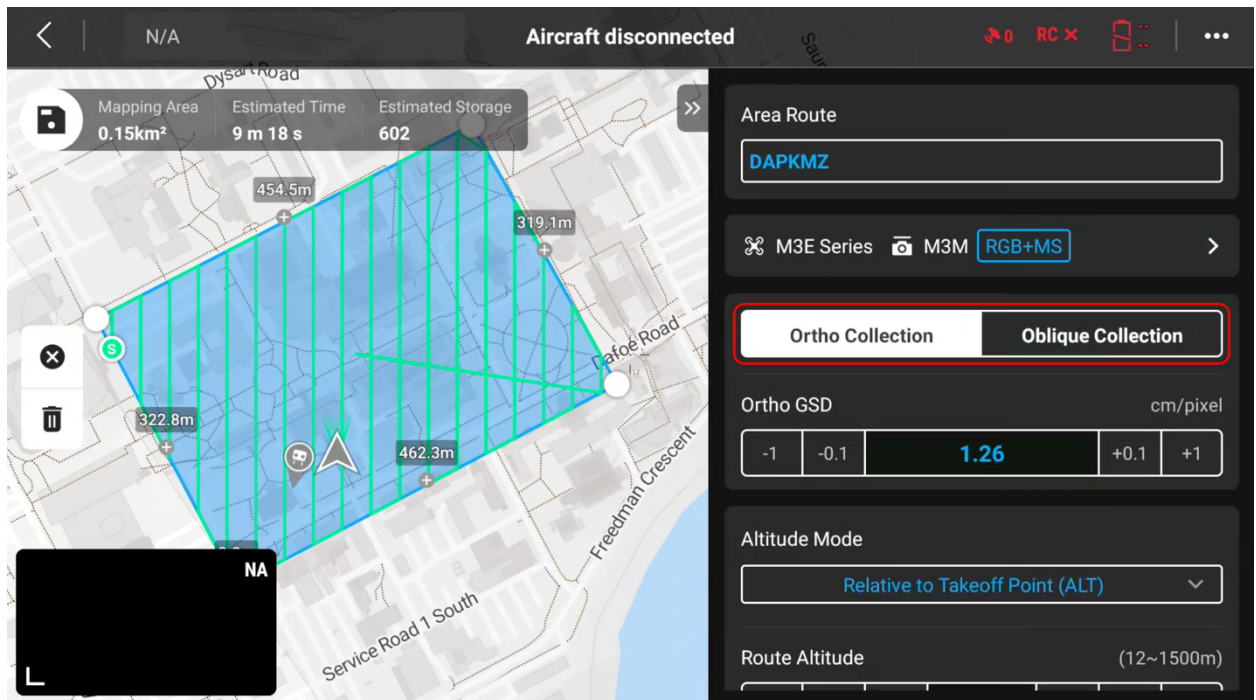 N/A
Aircraft disconnected
0 RC
Dysart Road
Mapping Area Estimated Time Estimated Storage
0.15km² 9 m 18 s 602
454.5m
319.1m
S
322.8m
462.3m
Dafoe Road
Freedman Crescent
Service Road 1 South
NA
Area Route
DAPKMZ
M3E Series M3M RGB+MS
Ortho Collection Oblique Collection
Ortho GSD cm/pixel
-1 -0.1 1.26 +0.1 +1
Altitude Mode
Relative to Takeoff Point (ALT)
Route Altitude (12~1500m)